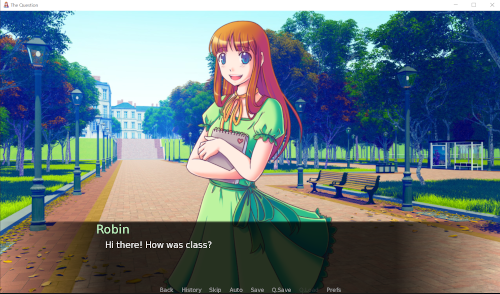 The Question
Robin
Hi there! How was class?
Back History Skip Auto Save Q.Save Prefs